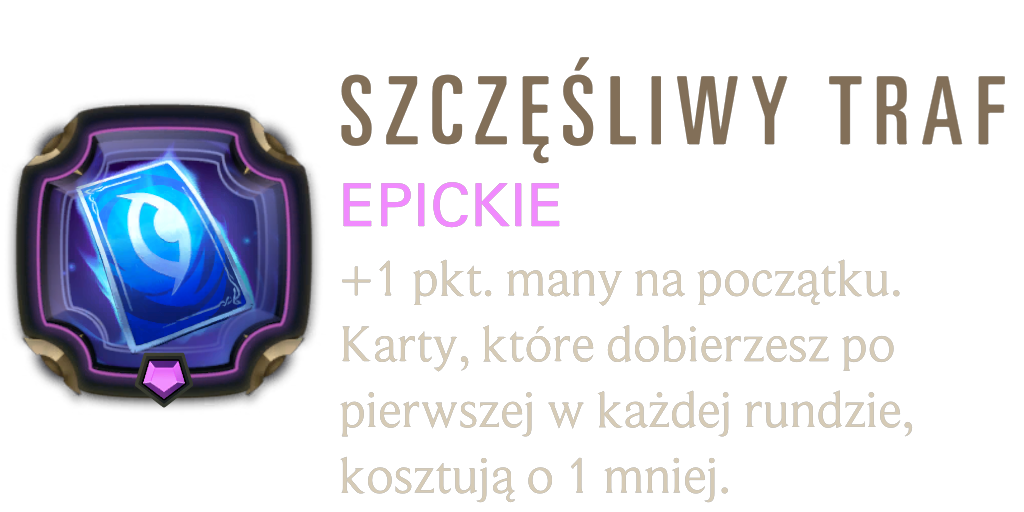 SZCZĘŚLIWY TRAF
EPICKIE
+1 pkt. many na początku.
Karty, które dobierzesz po
pierwszej w każdej rundzie,
kosztują o 1 mniej.